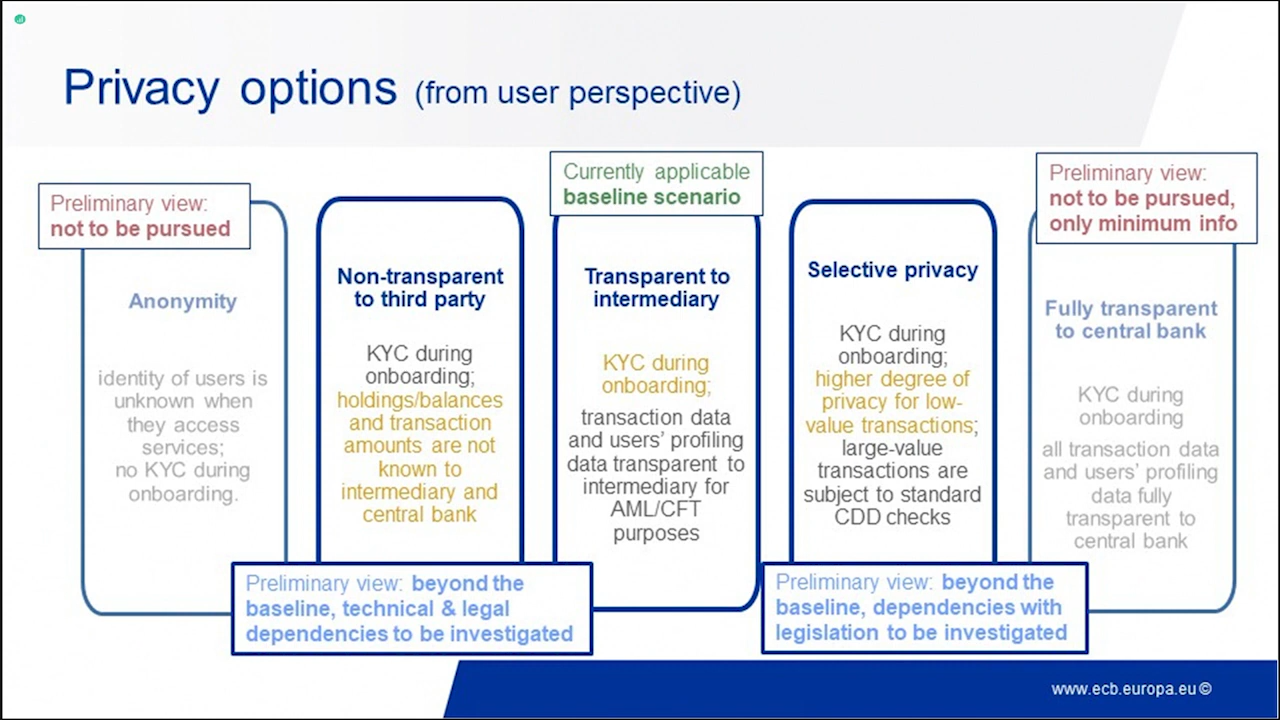 Privacy options (from user perspective)
Preliminary view:
not to be pursued
Anonymity
identity of users is
unknown when
they access
services;
no KYC during
onboarding.
Non-transparent
to third party
KYC during
onboarding;
holdings/balances
and transaction
amounts are not
known to
intermediary and
central bank
Preliminary view: beyond the
baseline, technical & legal
dependencies to be investigated
Currently applicable
baseline scenario
Transparent to
intermediary
KYC during
onboarding;
transaction data
and users' profiling
data transparent to
intermediary for
AML/CFT
purposes
Selective privacy
KYC during
onboarding;
higher degree of
privacy for low-
value transactions;
large-value
transactions are
subject to standard
CDD checks
Preliminary view: beyond the
baseline, dependencies with
legislation to be investigated
Preliminary view:
not to be pursued,
only minimum info
Fully transparent
to central bank
KYC during
onboarding
all transaction data
and users' profiling
data fully
transparent to
central bank
www.ecb.europa.eu©